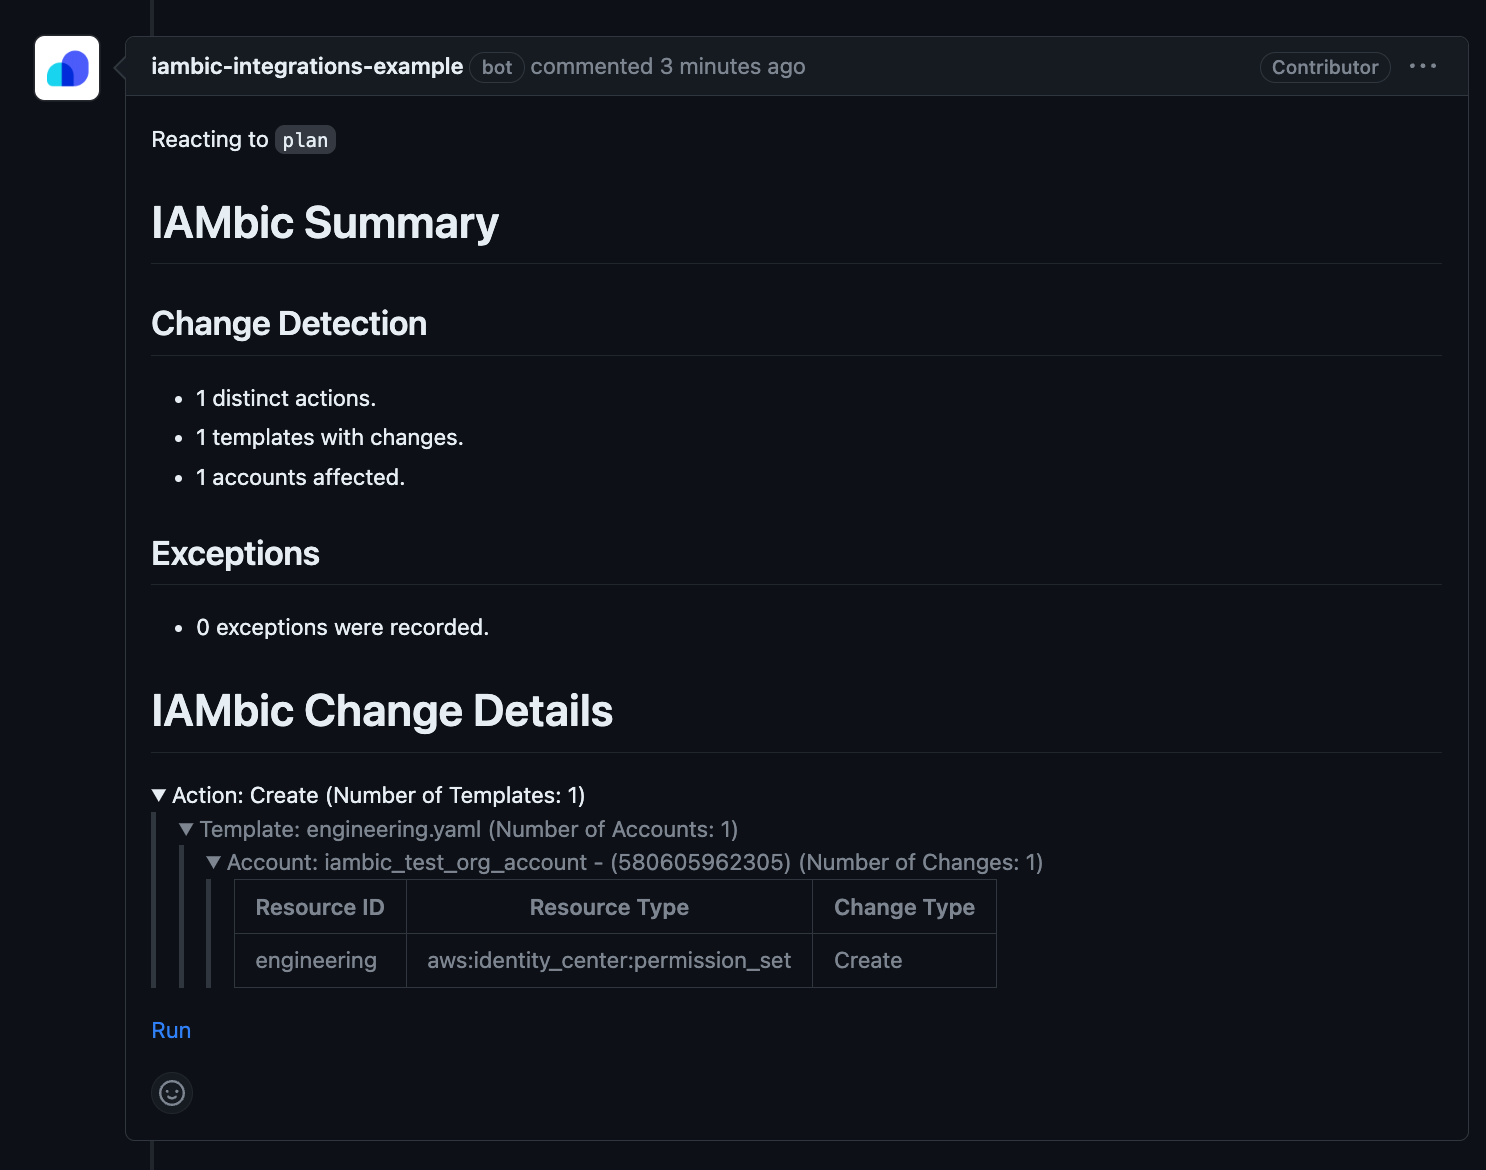 iambic-integrations-example bot commented 3 minutes ago Contributor
Reacting to plan
IAMbic Summary
Change Detection
1 distinct actions.
1 templates with changes.
1 accounts affected.
Exceptions
0 exceptions were recorded.
IAMbic Change Details
Action: Create (Number of Templates: 1)
Template: engineering.yaml (Number of Accounts: 1)
Account: iambic_test_org_account - (580605962305) (Number of Changes: 1)
Resource ID Resource Type Change Type
engineering aws:identity_center:permission_set Create
Run